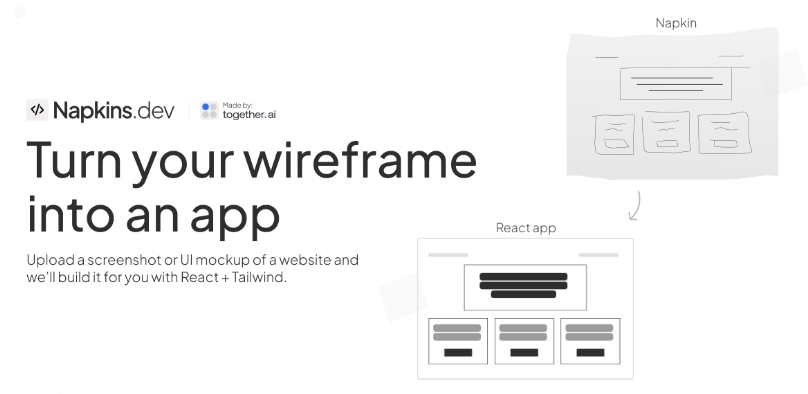 Napkin
</> Napkins.dev
Made by:
together.ai
Turn your wireframe
into an app
Upload a screenshot or UI mockup of a website and
we'll build it for you with React + Tailwind.
React app